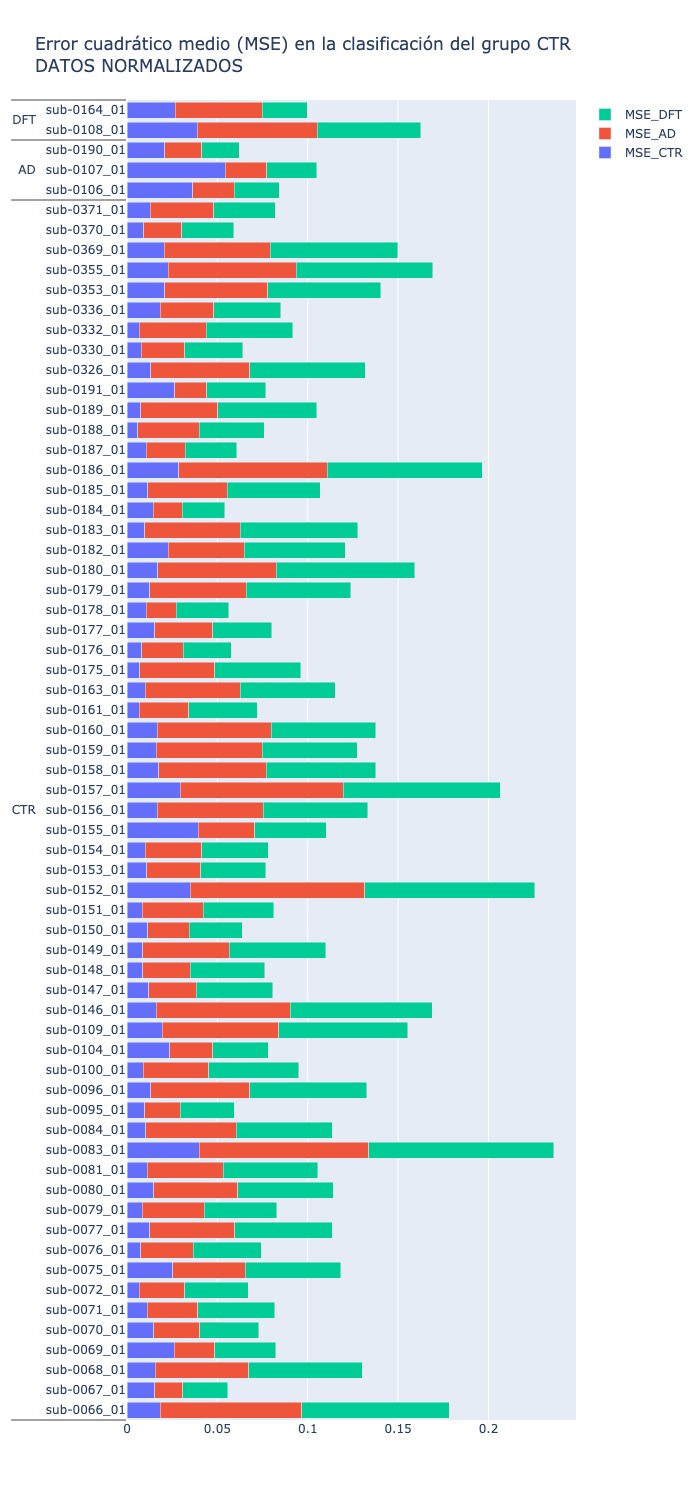 Error cuadrático medio (MSE) en la clasificación del grupo CTR
DATOS NORMALIZADOS
MSE_DFT
MSE_AD
MSE_CTR
DFT
sub-0164_01
sub-0108_01
AD
sub-0190_01
sub-0107_01
sub-0106_01
CTR
sub-0371_01
sub-0370_01
sub-0369_01
sub-0355_01
sub-0353_01
sub-0336_01
sub-0332_01
sub-0330_01
sub-0326_01
sub-0191_01
sub-0189_01
sub-0188_01
sub-0187_01
sub-0186_01
sub-0185_01
sub-0184_01
sub-0183_01
sub-0182_01
sub-0180_01
sub-0179_01
sub-0178_01
sub-0177_01
sub-0176_01
sub-0175_01
sub-0163_01
sub-0161_01
sub-0160_01
sub-0159_01
sub-0158_01
sub-0157_01
sub-0156_01
sub-0155_01
sub-0154_01
sub-0153_01
sub-0152_01
sub-0151_01
sub-0150_01
sub-0149_01
sub-0148_01
sub-0147_01
sub-0146_01
sub-0109_01
sub-0104_01
sub-0100_01
sub-0096_01
sub-0095_01
sub-0084_01
sub-0083_01
sub-0081_01
sub-0080_01
sub-0079_01
sub-0077_01
sub-0076_01
sub-0075_01
sub-0072_01
sub-0071_01
sub-0070_01
sub-0069_01
sub-0068_01
sub-0067_01
sub-0066_01
0 0.05 0.1 0.15 0.2